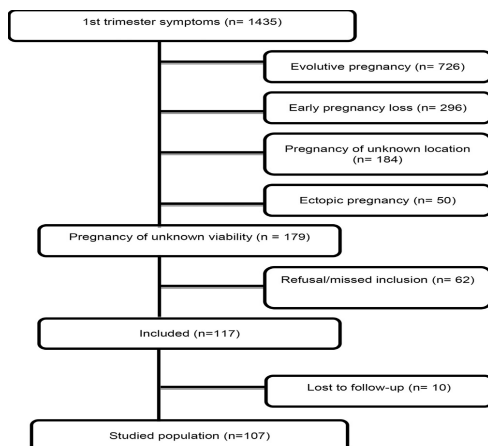 1st trimester symptoms (n= 1435)
Evolutive pregnancy (n= 726)
Early pregnancy loss (n= 296)
Pregnancy of unknown location
(n= 184)
Ectopic pregnancy (n= 50)
Pregnancy of unknown viability (n = 179)
Refusal/missed inclusion (n= 62)
Included (n=117)
Lost to follow-up (n= 10)
Studied population (n=107)